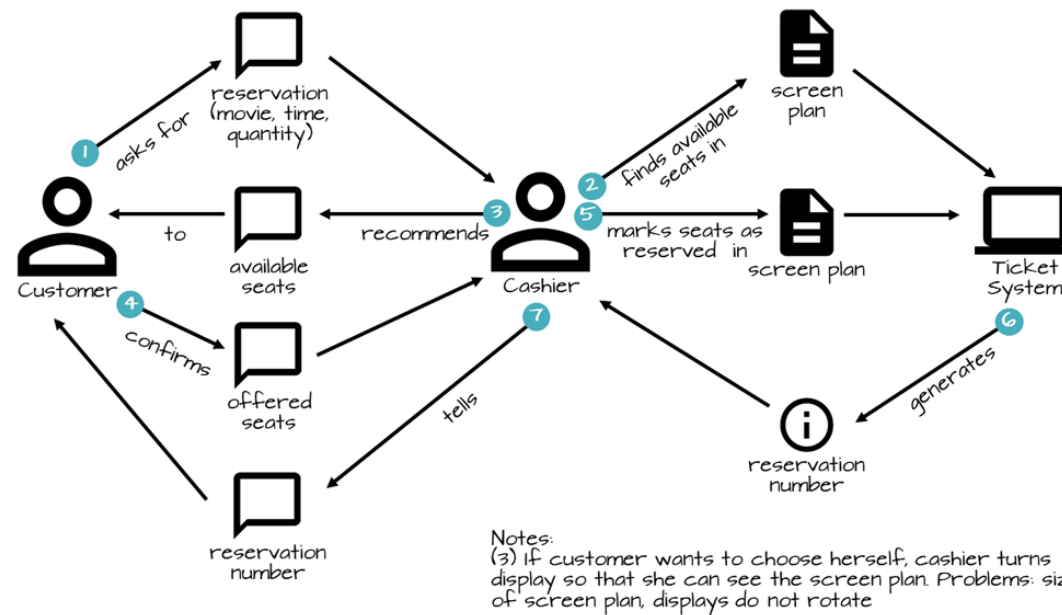 1
asks for
reservation
(movie, time,
quantity)
2
finds available
seats in
screen
plan
Customer
to
available
seats
3
recommends
Cashier
5
marks seats as
reserved in
screen plan
Ticket
System
4
confirms
offered
seats
7
tells
6
generates
i
reservation
number
reservation
number
Notes:
(3) If customer wants to choose herself, cashier turns
display so that she can see the screen plan. Problems:
of screen plan, displays do not rotate